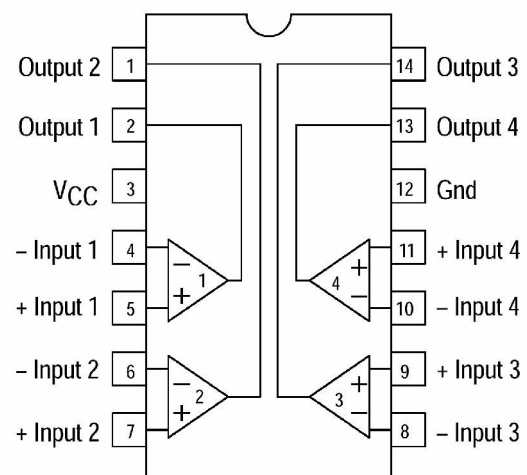 Output 2 1 14 Output 3
Output 1 2 13 Output 4
VCC 3 12 Gnd
– Input 1 4 – 1 + 4 11 + Input 4
+ Input 1 5 + – 10 – Input 4
– Input 2 6 – 2 + 3 9 + Input 3
+ Input 2 7 + – 8 – Input 3